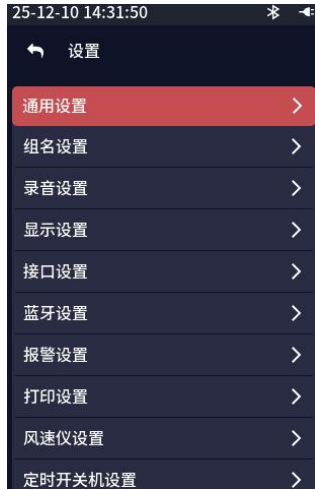 25-12-10 14:31:50
设置
通用设置
组名设置
录音设置
显示设置
接口设置
蓝牙设置
报警设置
打印设置
风速仪设置
定时开关机设置